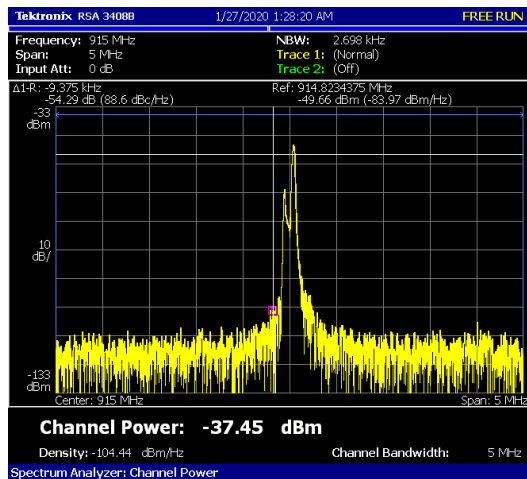 Tektronix RSA 3408B 1/27/2020 1:28:20 AM FREE RUN
Frequency: 915 MHz NBW: 2.698 kHz
Span: 5 MHz Trace 1: (Normal)
Input Att: 0 dB Trace 2: (Off)
Δ1-R: -9.375 kHz Ref: 914.8234375 MHz
-54.29 dB (88.6 dBc/Hz) -49.66 dBm (-83.97 dBm/Hz)
-33
dBm
10
dB/
-133
dBm
Center: 915 MHz Span: 5 MHz
Channel Power: -37.45 dBm
Density: -104.44 dBm/Hz Channel Bandwidth: 5 MHz
Spectrum Analyzer: Channel Power